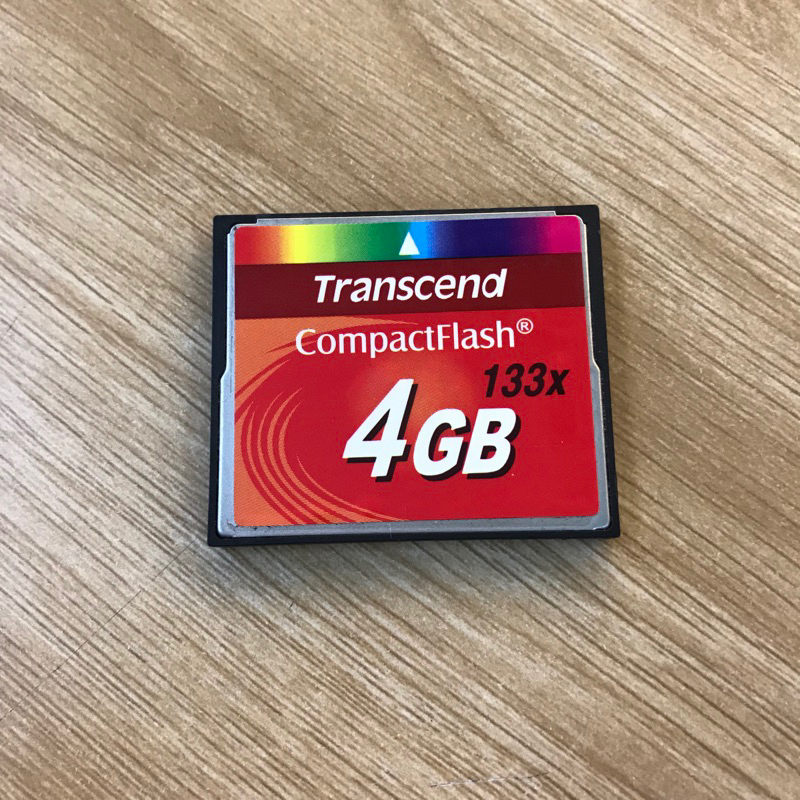 Transcend
CompactFlash®
133x
4GB